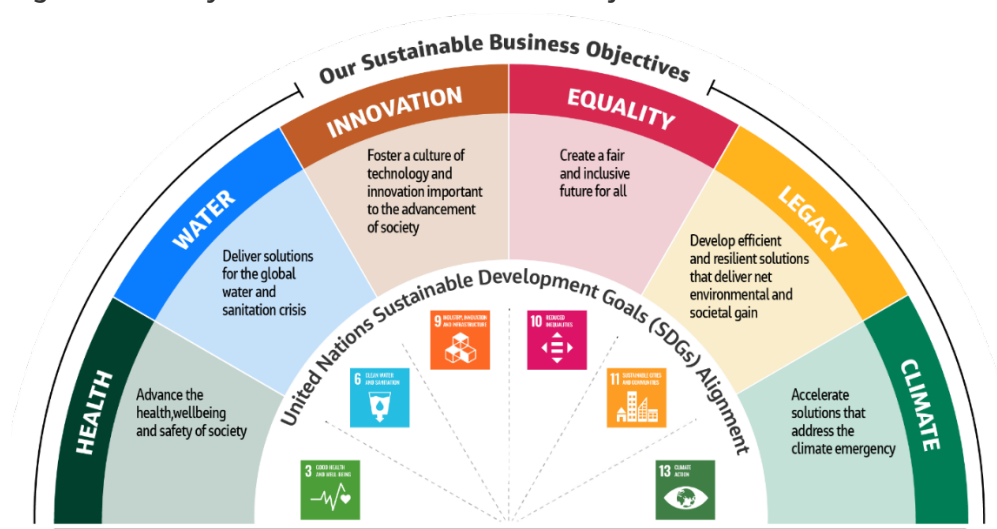 Our Sustainable Business Objectives
HEALTH
Advance the
health,wellbeing
and safety of society
WATER
Deliver solutions
for the global
water and
sanitation crisis
INNOVATION
Foster a culture of
technology and
innovation important
to the advancement
of society
EQUALITY
Create a fair
and inclusive
future for all
LEGACY
Develop efficient
and resilient solutions
that deliver net
environmental and
societal gain
CLIMATE
Accelerate
solutions that
address the
climate emergency
United Nations Sustainable Development Goals (SDGs) Alignment
3 GOOD HEALTH
AND WELL-BEING
6 CLEAN WATER
AND SANITATION
9 INDUSTRY, INNOVATION
AND INFRASTRUCTURE
10 REDUCED
INEQUALITIES
11 SUSTAINABLE CITIES
AND COMMUNITIES
13 CLIMATE
ACTION